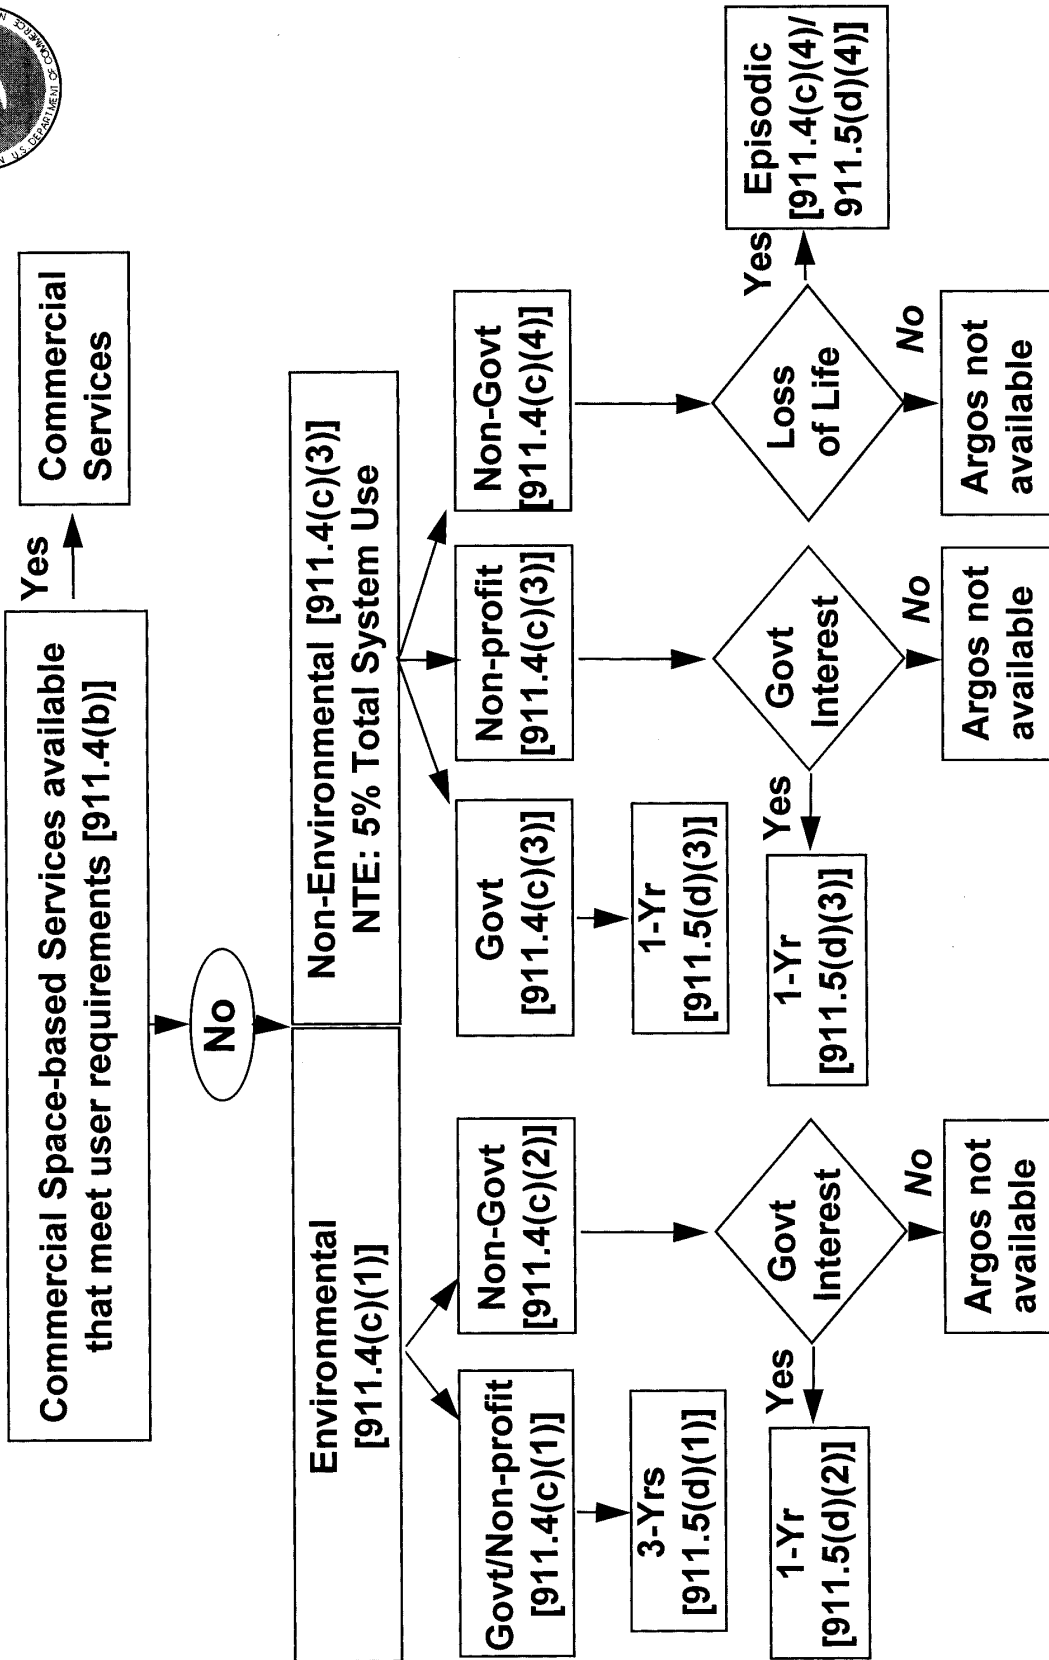 U.S. DEPARTMENT OF COMMERCE
Commercial Space-based Services available
that meet user requirements [911.4(b)]
Yes
Commercial
Services
No
Environmental
[911.4(c)(1)]
Non-Environmental [911.4(c)(3)]
NTE: 5% Total System Use
Govt/Non-profit
[911.4(c)(1)]
Non-Govt
[911.4(c)(2)]
Govt
[911.4(c)(3)]
Non-profit
[911.4(c)(3)]
Non-Govt
[911.4(c)(4)]
3-Yrs
[911.5(d)(1)]
1-Yr
[911.5(d)(3)]
1-Yr
[911.5(d)(2)]
Yes
Govt
Interest
No
Argos not
available
1-Yr
[911.5(d)(3)]
Yes
Govt
Interest
No
Argos not
available
Loss
of Life
Yes
Episodic
[911.4(c)(4)/
911.5(d)(4)]
No
Argos not
available